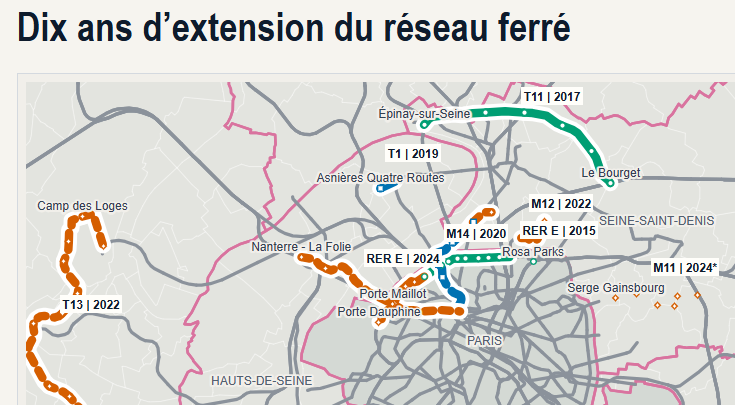 Dix ans d’extension du réseau ferré
T11 | 2017
Épinay-sur-Seine
T1 | 2019
Le Bourget
Asnières Quatre Routes
Camp des Loges
M12 | 2022
SEINE-SAINT-DENIS
M14 | 2020
RER E | 2015
Nanterre - La Folie
Rosa Parks
RER E | 2024
M11 | 2024*
Serge Gainsbourg
Porte Maillot
T13 | 2022
Porte Dauphine
PARIS
HAUTS-DE-SEINE